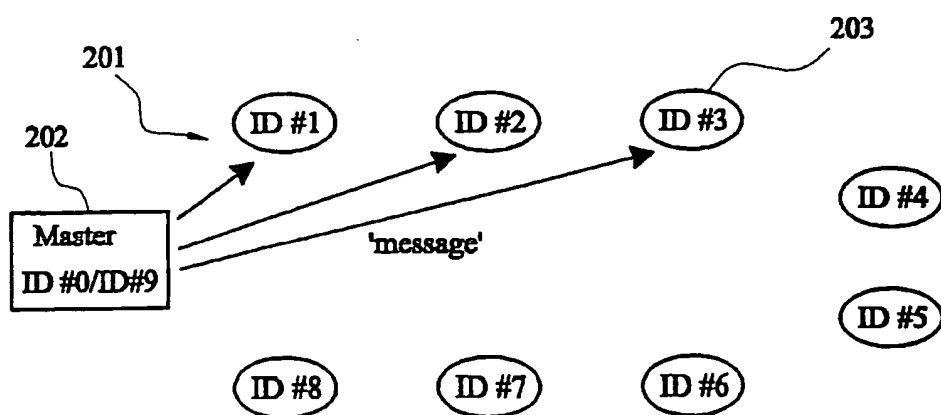 203
201
ID #1
ID #2
ID #3
202
ID #4
Master
ID #0/ID#9
'message'
ID #5
ID #8
ID #7
ID #6